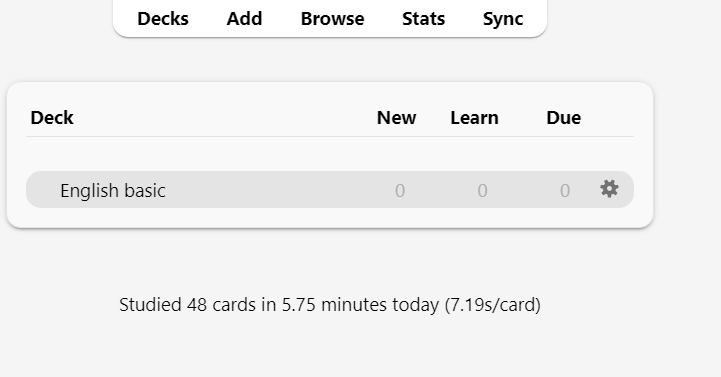 Decks Add Browse Stats Sync
Deck New Learn Due
English basic 0 0 0
Studied 48 cards in 5.75 minutes today (7.19s/card)